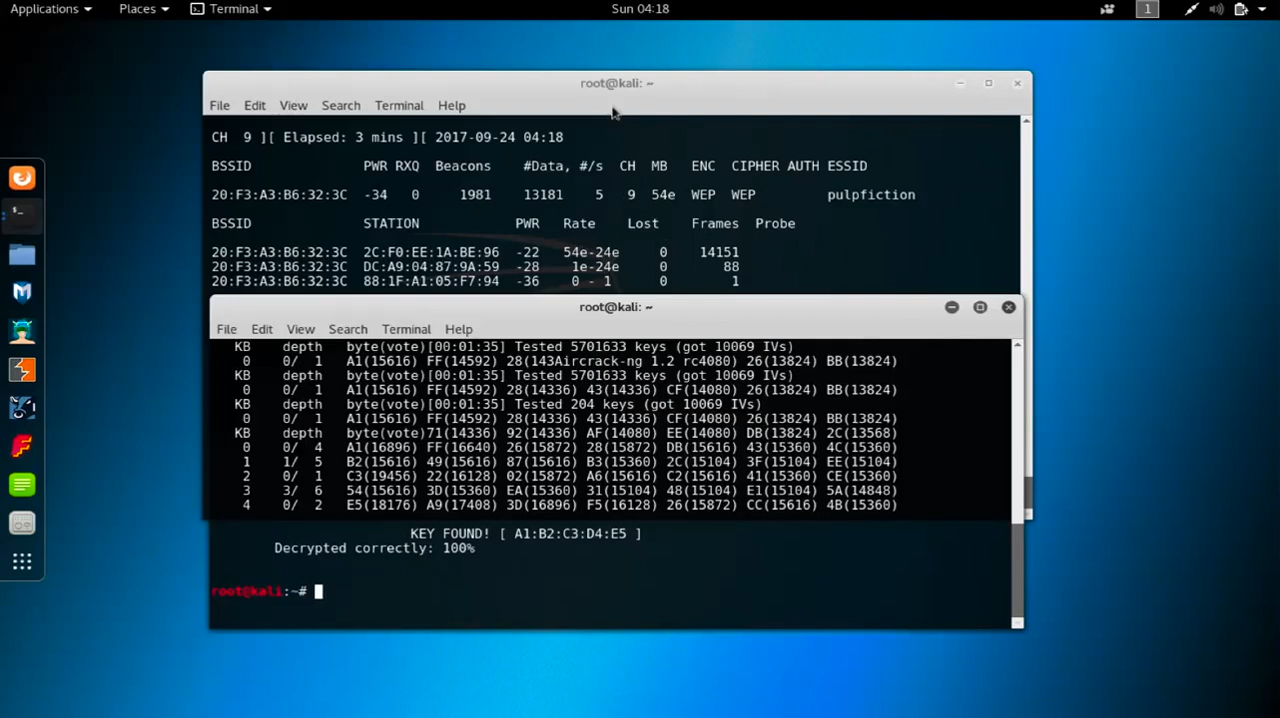 Applications Places Terminal Sun 04:18 1
root@kali: ~
File Edit View Search Terminal Help
CH 9 ][ Elapsed: 3 mins ][ 2017-09-24 04:18
BSSID PWR RXQ Beacons #Data, #/s CH MB ENC CIPHER AUTH ESSID
20:F3:A3:B6:32:3C -34 0 1981 13181 5 9 54e WEP WEP pulpfiction
BSSID STATION PWR Rate Lost Frames Probe
20:F3:A3:B6:32:3C 2C:F0:EE:1A:BE:96 -22 54e-24e 0 14151
20:F3:A3:B6:32:3C DC:A9:04:87:9A:59 -28 1e-24e 0 88
20:F3:A3:B6:32:3C 88:1F:A1:05:F7:94 -36 0 - 1 0 1
root@kali: ~
File Edit View Search Terminal Help
KB depth byte(vote)[00:01:35] Tested 5701633 keys (got 10069 IVs)
0 0/ 1 A1(15616) FF(14592) 28(143Aircrack-ng 1.2 rc4080) 26(13824) BB(13824)
KB depth byte(vote)[00:01:35] Tested 5701633 keys (got 10069 IVs)
0 0/ 1 A1(15616) FF(14592) 28(14336) 43(14080) CF(14080) 26(13824) BB(13824)
KB depth byte(vote)[00:01:35] Tested 204 keys (got 10069 IVs)
0 0/ 1 A1(15616) FF(14592) 28(14336) 43(14080) CF(14080) 26(13824) BB(13824)
KB depth byte(vote)71(14336) 92(14336) AF(14080) EE(14080) DB(13824) 2C(13568)
0 0/ 4 A1(16896) FF(16640) 26(15872) 28(15872) DB(15616) 43(15360) 4C(15360)
1 1/ 5 B2(15616) 49(15616) 87(15616) B3(15360) 2C(15104) 3F(15104) EE(15104)
2 0/ 1 C3(19456) 22(16128) 02(15872) A6(15616) C2(15616) 41(15360) CE(15360)
3 3/ 6 54(15616) 3D(15360) EA(15360) 31(15104) 48(15104) E1(15104) 5A(14848)
4 0/ 2 E5(18176) A9(17408) 3D(16896) F5(16128) 26(15872) CC(15616) 4B(15360)
KEY FOUND! [ A1:B2:C3:D4:E5 ]
Decrypted correctly: 100%
root@kali:~#